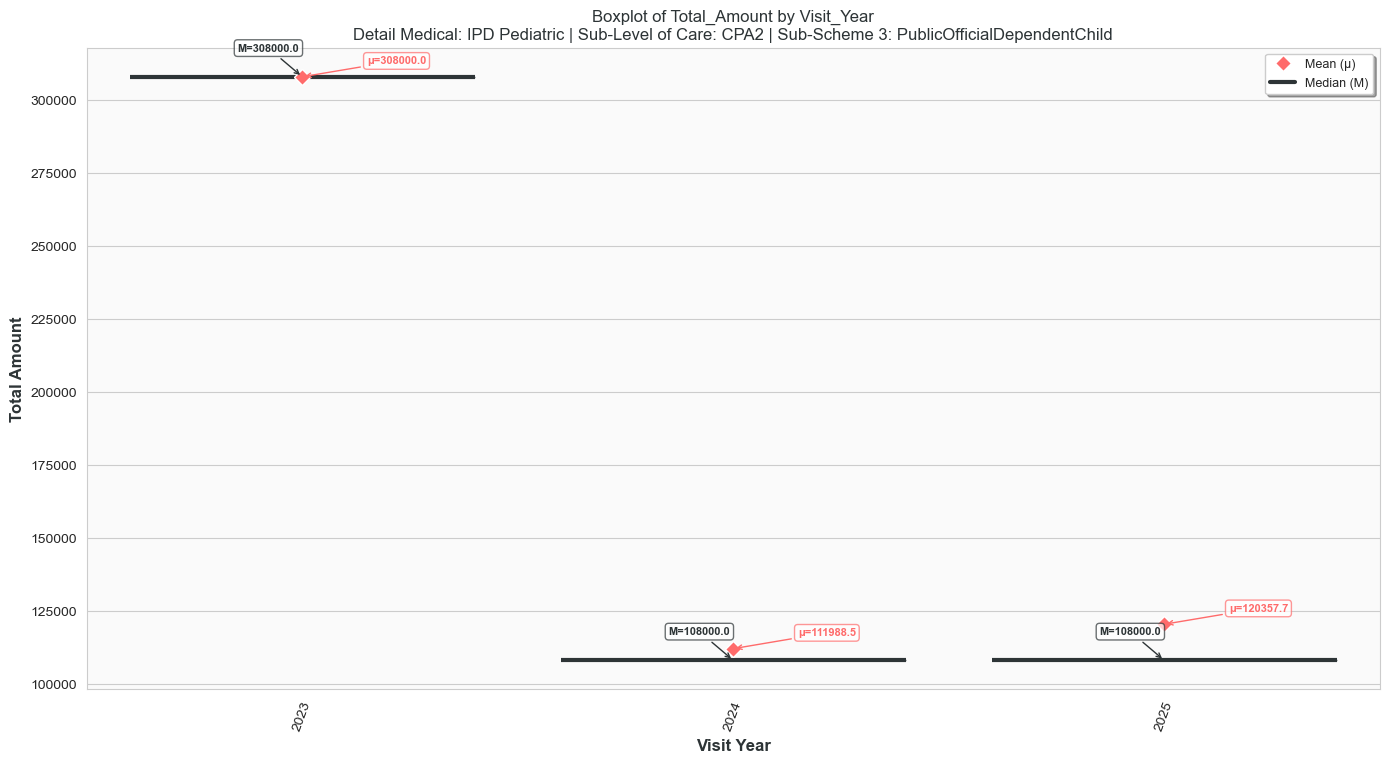 Boxplot of Total_Amount by Visit_Year
Detail Medical: IPD Pediatric | Sub-Level of Care: CPA2 | Sub-Scheme 3: PublicOfficialDependentChild
M=308000.0
μ=308000.0
Mean (μ)
Median (M)
300000
275000
250000
225000
200000
175000
150000
125000
100000
Total Amount
M=108000.0
μ=111988.5
M=108000.0
μ=120357.7
2023
2024
2025
Visit Year